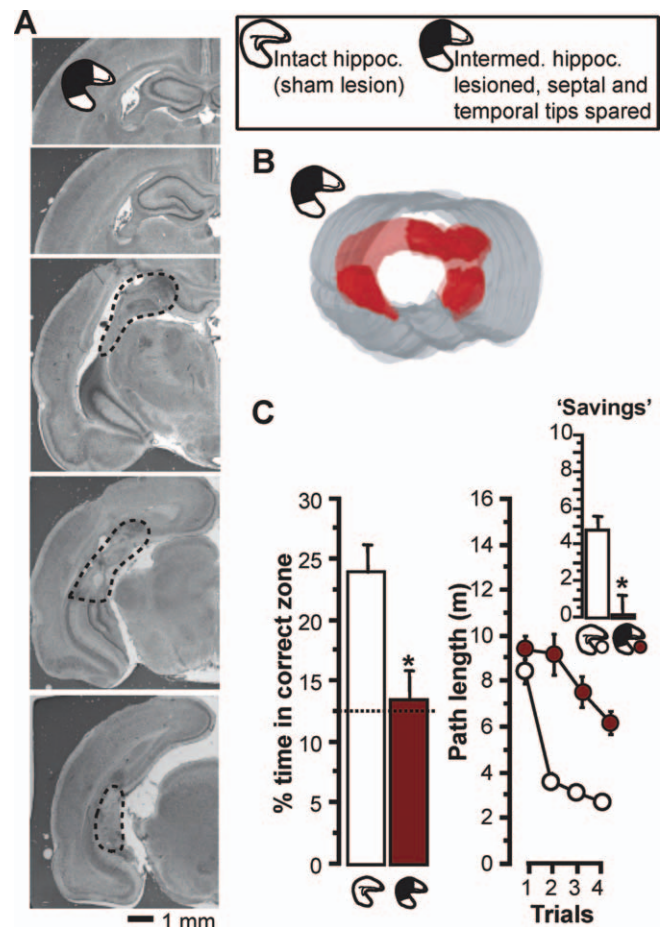 A
Intact hippoc.
(sham lesion)
Intermed. hippoc.
lesioned, septal and
temporal tips spared
B
C
1 mm
% time in correct zone
30
25
20
15
10
5
0
*
Path length (m)
16
14
12
10
8
6
4
2
0
1 2 3 4
Trials
'Savings'
10
8
6
4
2
0
*